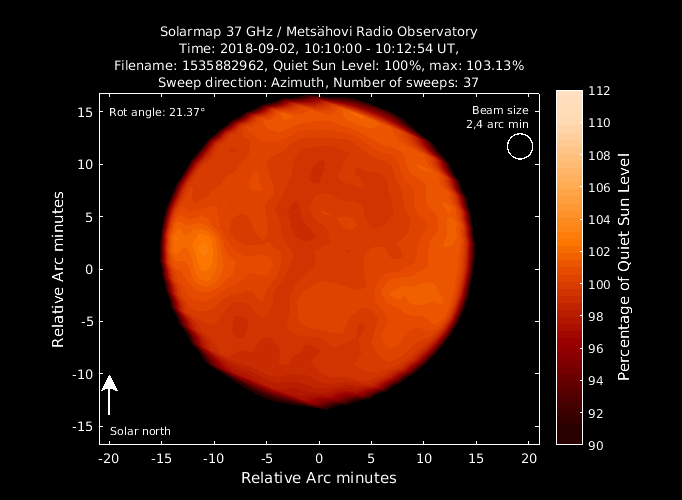 Solarmap 37 GHz / Metsähovi Radio Observatory
Time: 2018-09-02, 10:10:00 - 10:12:54 UT,
Filename: 1535882962, Quiet Sun Level: 100%, max: 103.13%
Sweep direction: Azimuth, Number of sweeps: 37
Rot angle: 21.37°
Beam size
2,4 arc min
Solar north
15
10
5
0
-5
-10
-15
Relative Arc minutes
-20 -15 -10 -5 0 5 10 15 20
Relative Arc minutes
112
110
108
106
104
102
100
98
96
94
92
90
Percentage of Quiet Sun Level